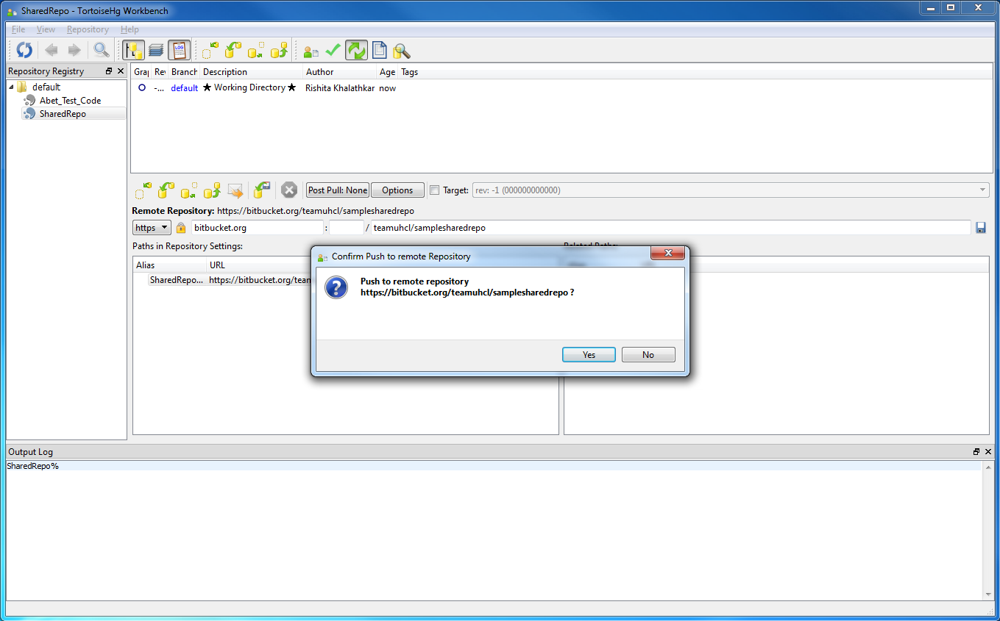 SharedRepo - TortoiseHg Workbench
File View Repository Help
LOG
Repository Registry
default
Abet_Test_Code
SharedRepo
Gra Re Branch Description Author Age Tags
-... default ★ Working Directory ★ Rishita Khalathkar now
Post Pull: None Options Target: rev: -1 (000000000000)
Remote Repository: https://bitbucket.org/teamuhcl/samplesharedrepo
https bitbucket.org : / teamuhcl/samplesharedrepo
Paths in Repository Settings: Related Paths:
Alias URL
SharedRepo... https://bitbucket.org/tean
Confirm Push to remote Repository
Push to remote repository
https://bitbucket.org/teamuhcl/samplesharedrepo ?
Yes No
Output Log
SharedRepo%